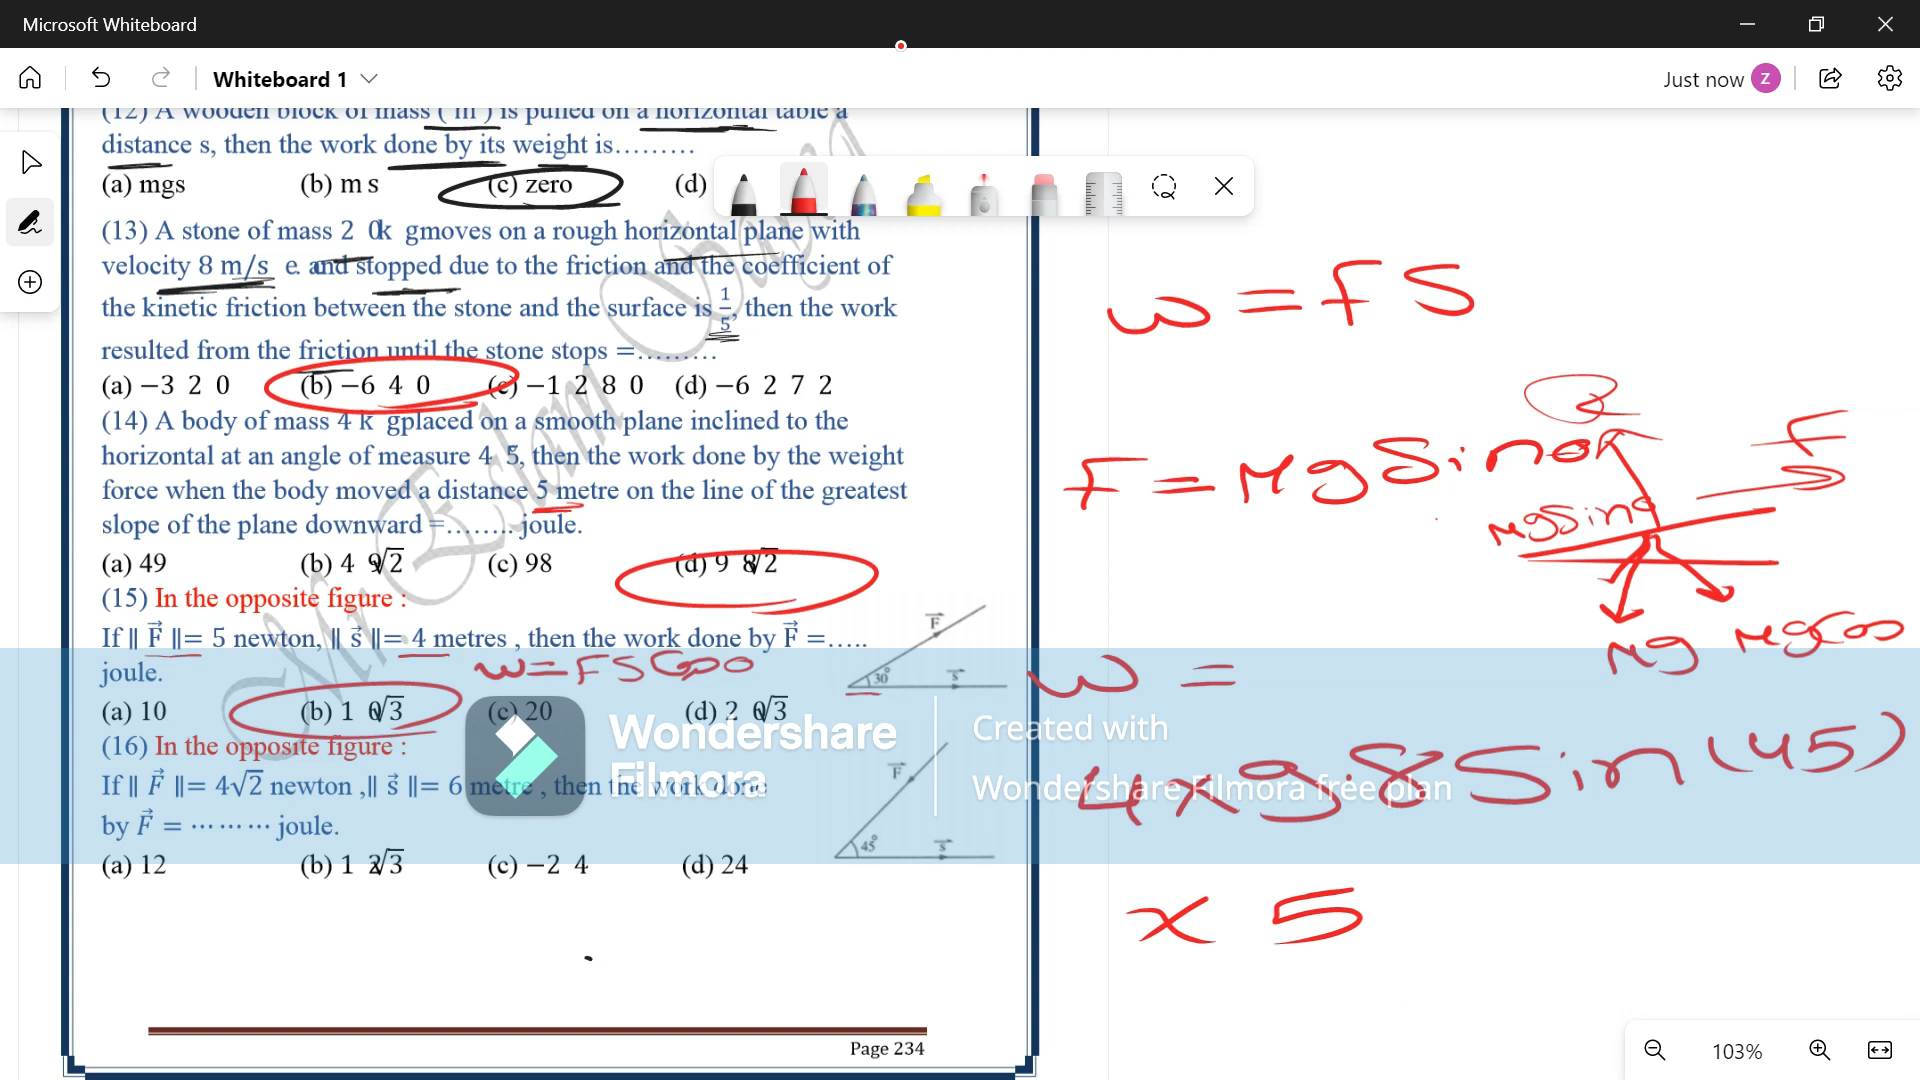 Microsoft Whiteboard
Whiteboard 1
Just now Z
(12) A wooden block of mass ( m ) is pulled on a horizontal table a
distance s, then the work done by its weight is………
(a) mgs (b) m s (c) zero (d)
(13) A stone of mass 2 0k gmoves on a rough horizontal plane with
velocity 8 m/s e. and stopped due to the friction and the coefficient of
the kinetic friction between the stone and the surface is 1/5, then the work
resulted from the friction until the stone stops =………
(a) −3 2 0 (b) −6 4 0 (c) −1 2 8 0 (d) −6 2 7 2
(14) A body of mass 4 k gplaced on a smooth plane inclined to the
horizontal at an angle of measure 4 5, then the work done by the weight
force when the body moved a distance 5 metre on the line of the greatest
slope of the plane downward =…….. joule.
(a) 49 (b) 4 9√2 (c) 98 (d) 9 8√2
(15) In the opposite figure :
If ‖ F⃗ ‖= 5 newton, ‖ s⃗ ‖= 4 metres , then the work done by F⃗ =…..
joule.
w=FSCosθ
(a) 10 (b) 1 0√3 (c) 20 (d) 2 0√3
F⃗
30°
s⃗
(16) In the opposite figure :
If ‖ F⃗ ‖= 4√2 newton ,‖ s⃗ ‖= 6 metre , then the work done
by F⃗ = ⋯ ⋯ ⋯ joule.
(a) 12 (b) 1 2√3 (c) −2 4 (d) 24
F⃗
45°
s⃗
Page 234
Mr. Eslam
w = F S
F = Mg Sinθ
F
MgSinθ
Mg MgCos
w =
4 x 9.8 Sin (45)
x 5
Wondershare
Filmora
Created with
Wondershare Filmora free plan
103%